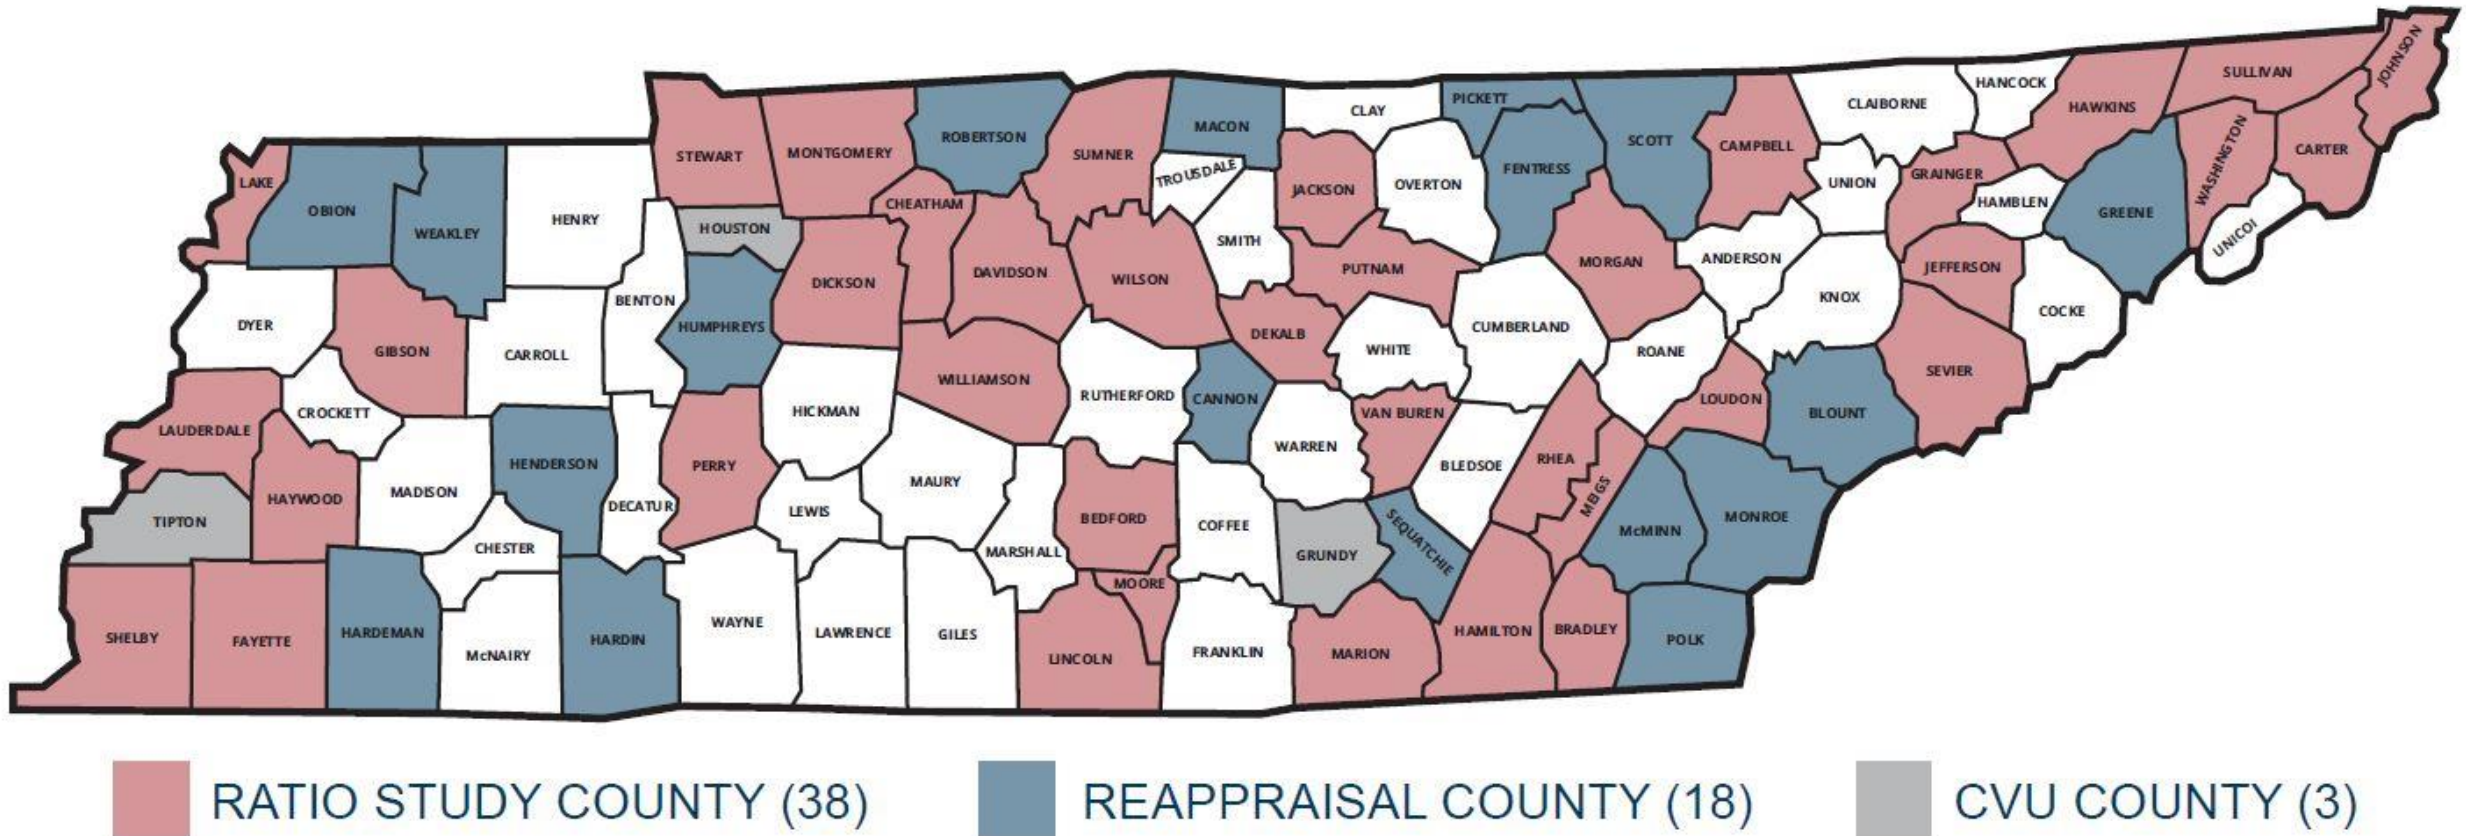 JOHNSON
SULLIVAN
HANCOCK
CLAIBORNE
HAWKINS
PICKETT
CLAY
MACON
ROBERTSON
SCOTT
CAMPBELL
CARTER
WASHINGTON
STEWART
MONTGOMERY
SUMNER
TROUSDALE
JACKSON
OVERTON
FENTRESS
UNION
GRAINGER
HAMBLEN
GREENE
UNICOI
LAKE
OBION
WEAKLEY
HENRY
HOUSTON
CHEATHAM
SMITH
DICKSON
DAVIDSON
WILSON
PUTNAM
MORGAN
ANDERSON
JEFFERSON
KNOX
COCKE
DYER
GIBSON
CARROLL
BENTON
HUMPHREYS
DEKALB
WHITE
CUMBERLAND
ROANE
SEVIER
WILLIAMSON
RUTHERFORD
CANNON
VAN BUREN
LOUDON
BLOUNT
CROCKETT
HICKMAN
LAUDERDALE
HENDERSON
PERRY
WARREN
BLEDSOE
RHEA
MEIGS
HAYWOOD
MADISON
DECATUR
LEWIS
MAURY
BEDFORD
COFFEE
TIPTON
CHESTER
MARSHALL
GRUNDY
SEQUATCHIE
McMINN
MONROE
MOORE
SHELBY
FAYETTE
HARDEMAN
McNAIRY
HARDIN
WAYNE
LAWRENCE
GILES
LINCOLN
FRANKLIN
MARION
HAMILTON
BRADLEY
POLK
RATIO STUDY COUNTY (38)
REAPPRAISAL COUNTY (18)
CVU COUNTY (3)